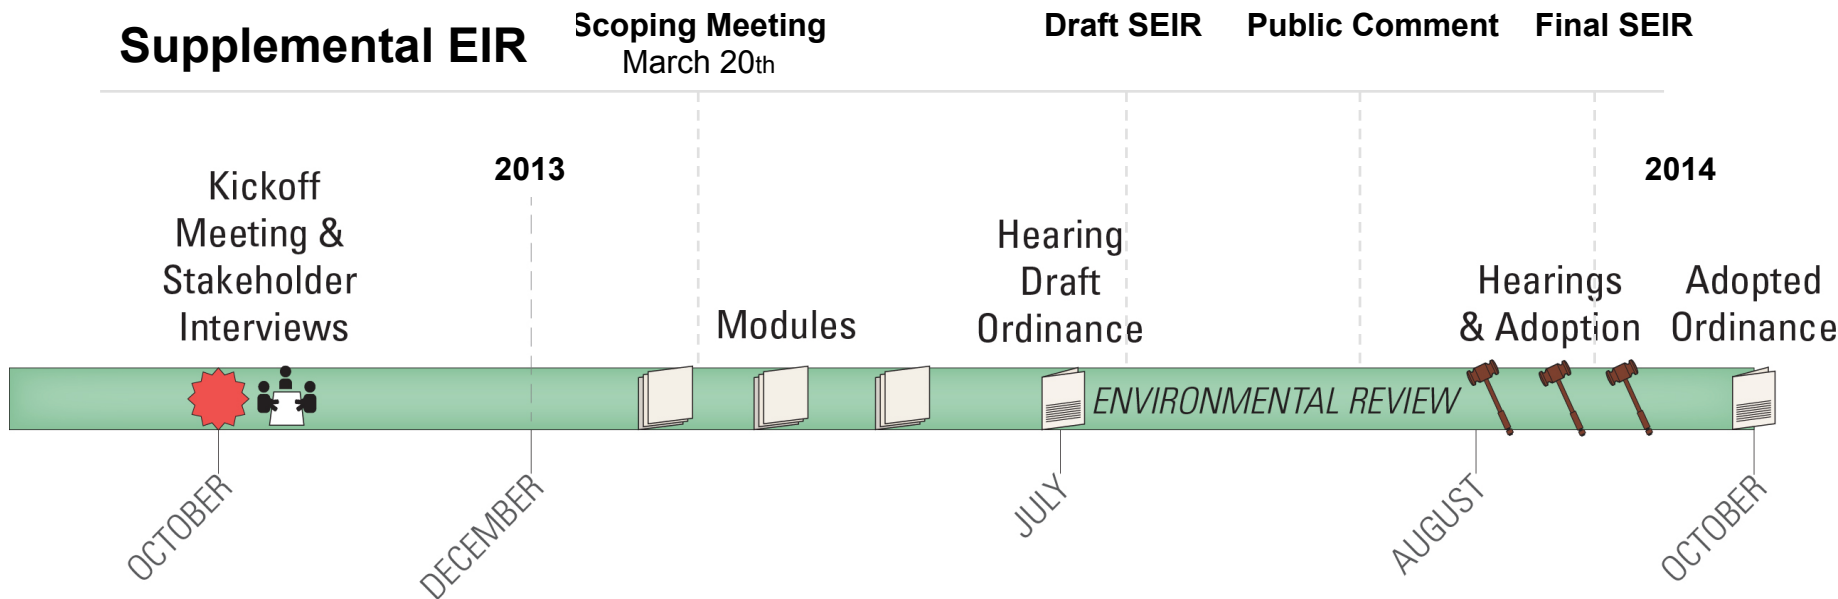 Supplemental EIR
Scoping Meeting
March 20th
Draft SEIR
Public Comment
Final SEIR
2013
2014
Kickoff
Meeting &
Stakeholder
Interviews
Modules
Hearing
Draft
Ordinance
Hearings
& Adoption
Adopted
Ordinance
ENVIRONMENTAL REVIEW
OCTOBER
DECEMBER
JULY
AUGUST
OCTOBER